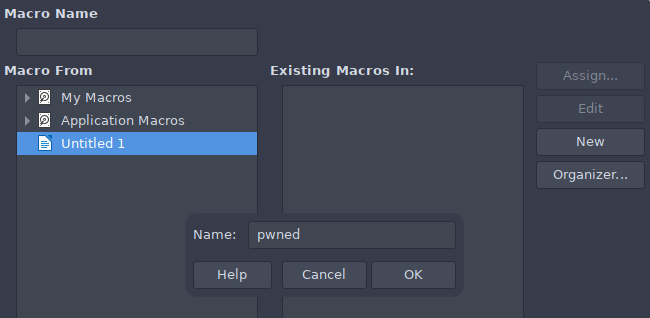 Macro Name
Macro From
Existing Macros In:
My Macros
Application Macros
Untitled 1
Assign...
Edit
New
Organizer...
Name: pwned
Help Cancel OK